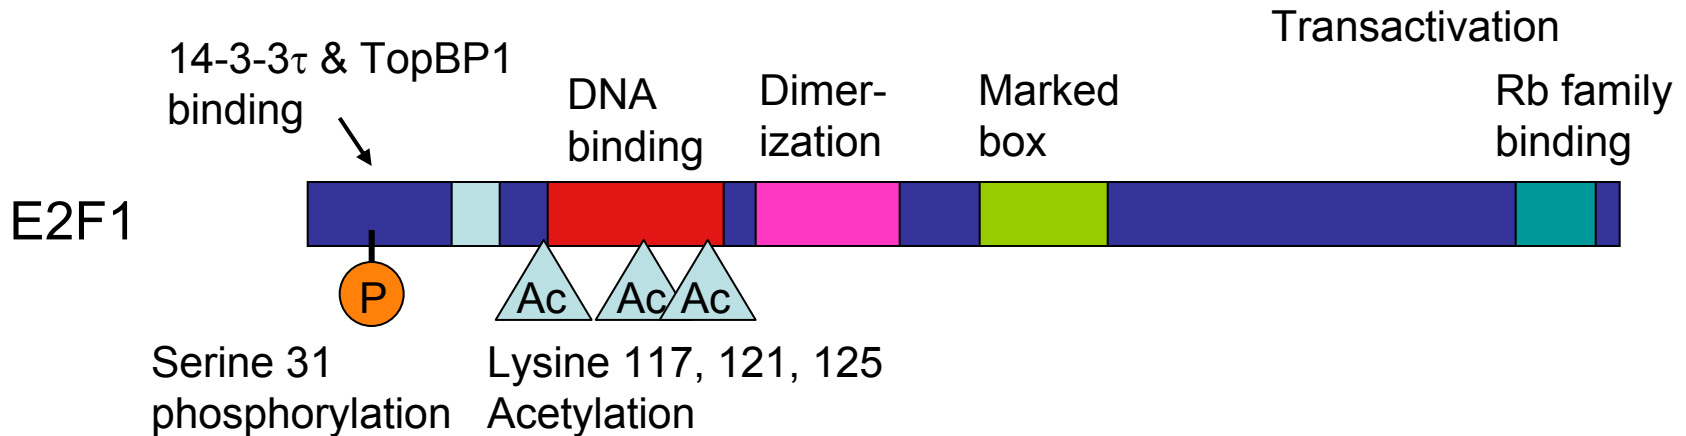 Transactivation
14-3-3τ & TopBP1
binding
DNA
binding
Dimer-
ization
Marked
box
Rb family
binding
E2F1
P
Ac
Ac
Ac
Serine 31
phosphorylation
Lysine 117, 121, 125
Acetylation